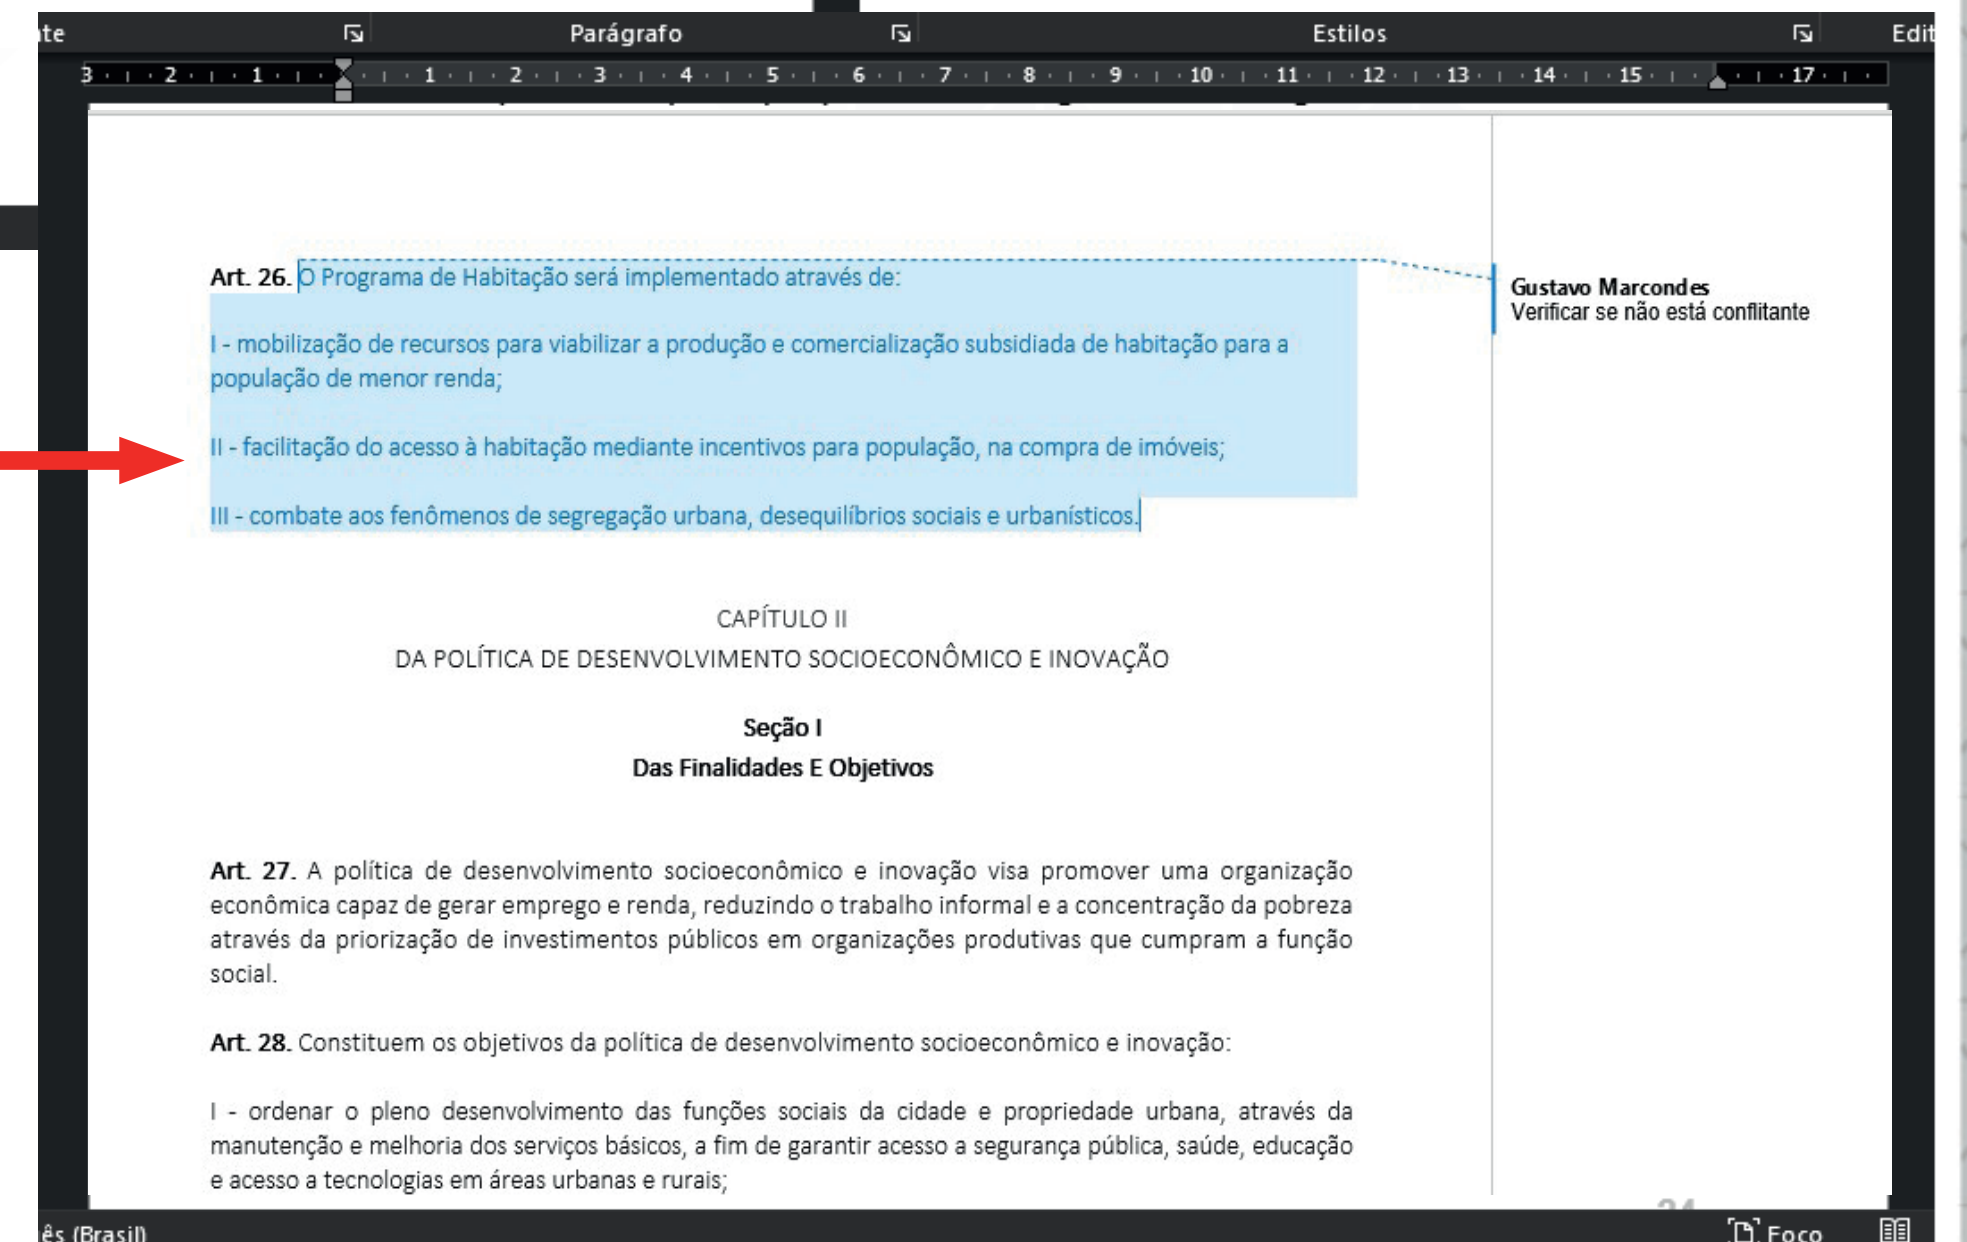 Parágrafo
Estilos
3 2 1 1 2 3 4 5 6 7 8 9 10 11 12 13 14 15 17
Art. 26. O Programa de Habitação será implementado através de:
Gustavo Marcondes
Verificar se não está conflitante
I - mobilização de recursos para viabilizar a produção e comercialização subsidiada de habitação para a
população de menor renda;
II - facilitação do acesso à habitação mediante incentivos para população, na compra de imóveis;
III - combate aos fenômenos de segregação urbana, desequilíbrios sociais e urbanísticos.
CAPÍTULO II
DA POLÍTICA DE DESENVOLVIMENTO SOCIOECONÔMICO E INOVAÇÃO
Seção I
Das Finalidades E Objetivos
Art. 27. A política de desenvolvimento socioeconômico e inovação visa promover uma organização
econômica capaz de gerar emprego e renda, reduzindo o trabalho informal e a concentração da pobreza
através da priorização de investimentos públicos em organizações produtivas que cumpram a função
social.
Art. 28. Constituem os objetivos da política de desenvolvimento socioeconômico e inovação:
I - ordenar o pleno desenvolvimento das funções sociais da cidade e propriedade urbana, através da
manutenção e melhoria dos serviços básicos, a fim de garantir acesso a segurança pública, saúde, educação
e acesso a tecnologias em áreas urbanas e rurais;
(Brasil)
Foco